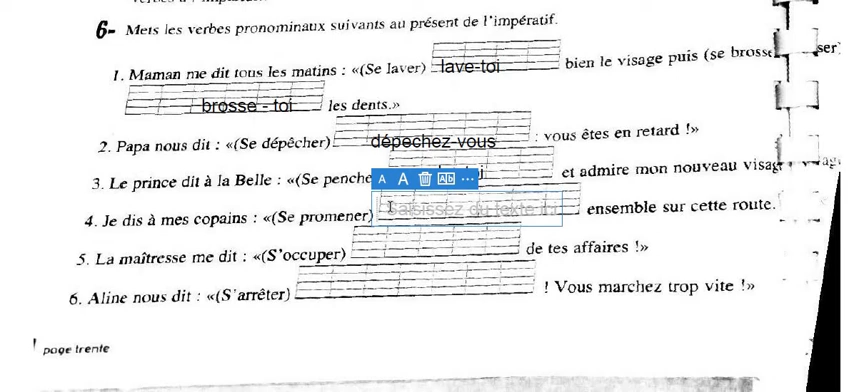 6- Mets les verbes pronominaux suivants au présent de l'impératif.
1. Maman me dit tous les matins : «(Se laver) lave-toi bien le visage puis (se brosser)
brosse - toi les dents.»
2. Papa nous dit : «(Se dépêcher) dépechez-vous : vous êtes en retard !»
3. Le prince dit à la Belle : «(Se penche et admire mon nouveau visage
4. Je dis à mes copains : «(Se promener) Saisissez du texte ici ensemble sur cette route.
5. La maîtresse me dit : «(S'occuper) de tes affaires !»
6. Aline nous dit : «(S'arrêter) ! Vous marchez trop vite !»
page trente